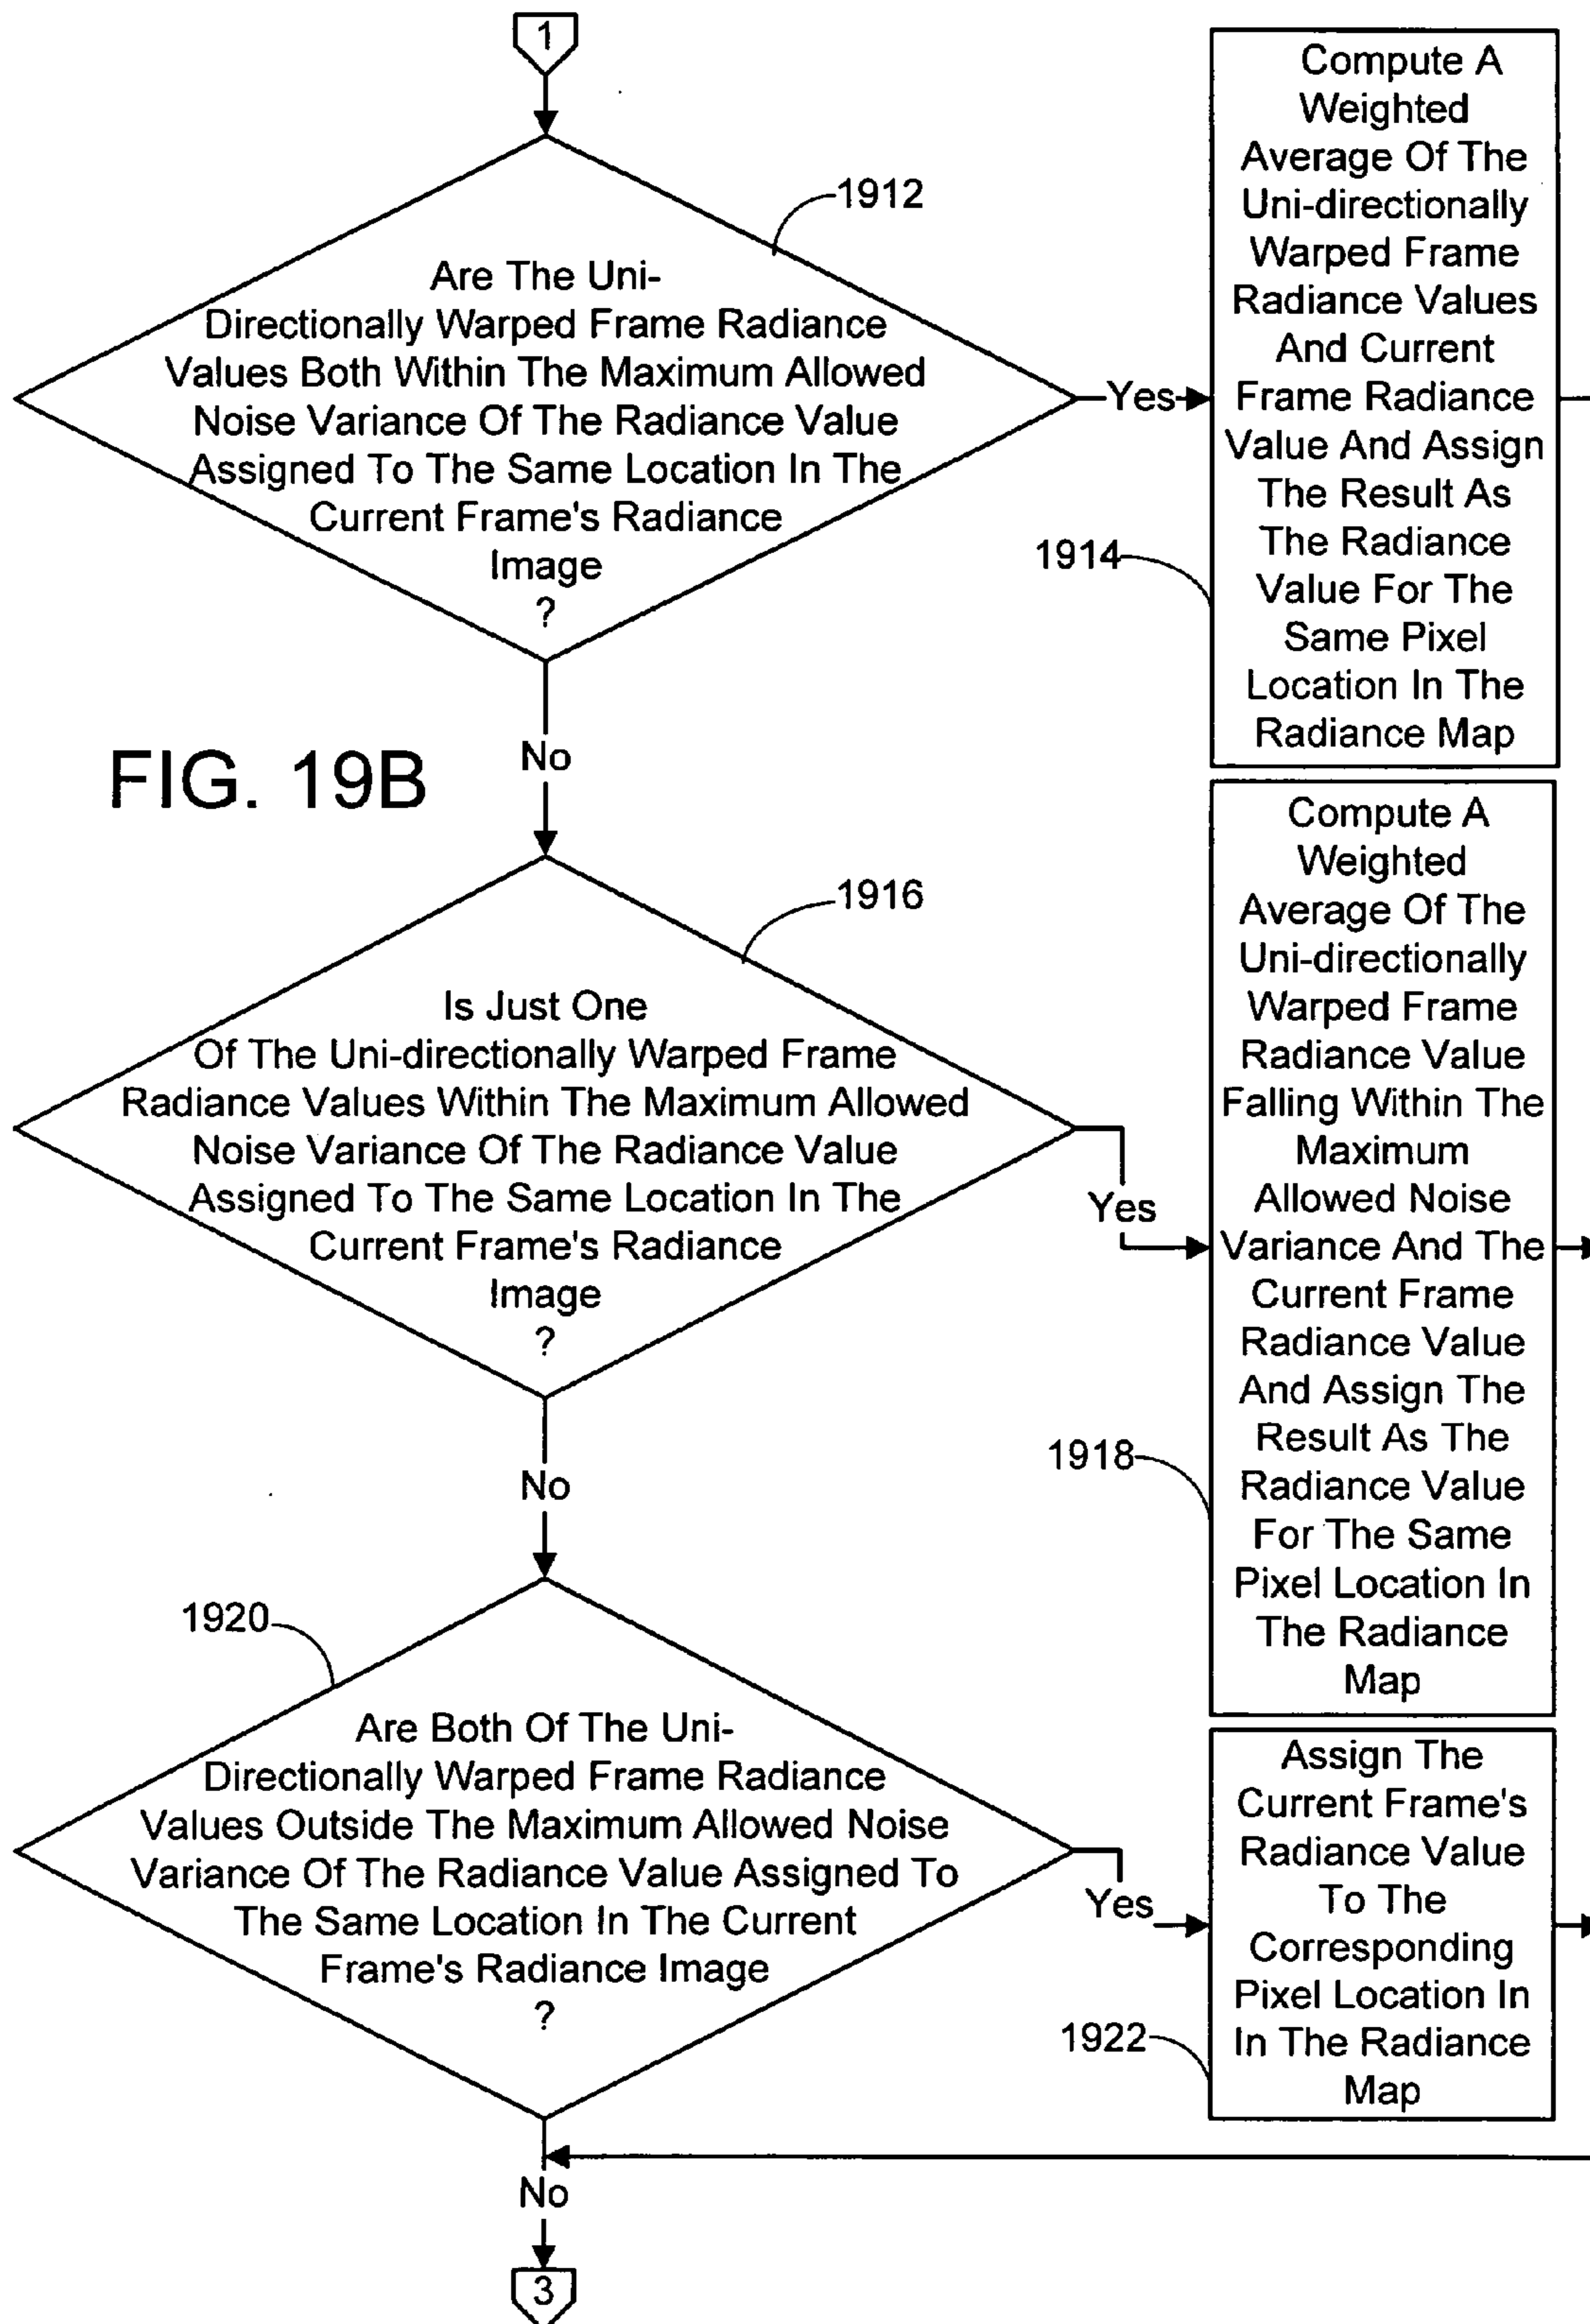 1
1912
Are The Uni-
Directionally Warped Frame Radiance
Values Both Within The Maximum Allowed
Noise Variance Of The Radiance Value
Assigned To The Same Location In The
Current Frame's Radiance
Image
?
Yes
Compute A
Weighted
Average Of The
Uni-directionally
Warped Frame
Radiance Values
And Current
Frame Radiance
Value And Assign
The Result As
The Radiance
Value For The
Same Pixel
Location In The
Radiance Map
1914
No
FIG. 19B
1916
Is Just One
Of The Uni-directionally Warped Frame
Radiance Values Within The Maximum Allowed
Noise Variance Of The Radiance Value
Assigned To The Same Location In The
Current Frame's Radiance
Image
?
Yes
Compute A
Weighted
Average Of The
Uni-directionally
Warped Frame
Radiance Value
Falling Within The
Maximum
Allowed Noise
Variance And The
Current Frame
Radiance Value
And Assign The
Result As The
Radiance Value
For The Same
Pixel Location In
The Radiance
Map
1918
No
1920
Are Both Of The Uni-
Directionally Warped Frame Radiance
Values Outside The Maximum Allowed Noise
Variance Of The Radiance Value Assigned To
The Same Location In The Current
Frame's Radiance Image
?
Yes
Assign The
Current Frame's
Radiance Value
To The
Corresponding
Pixel Location In
In The Radiance
Map
1922
No
3